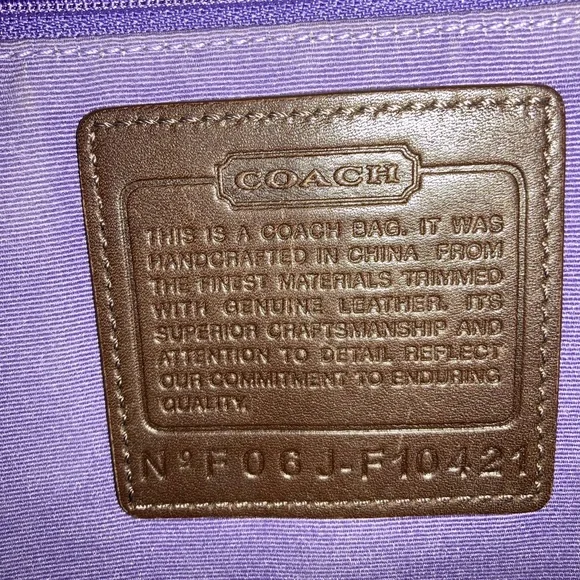 COACH
THIS IS A COACH BAG. IT WAS
HANDCRAFTED IN CHINA FROM
THE FINEST MATERIALS TRIMMED
WITH GENUINE LEATHER. ITS
SUPERIOR CRAFTSMANSHIP AND
ATTENTION TO DETAIL REFLECT
OUR COMMITMENT TO ENDURING
QUALITY.
Nº F06J-F10421